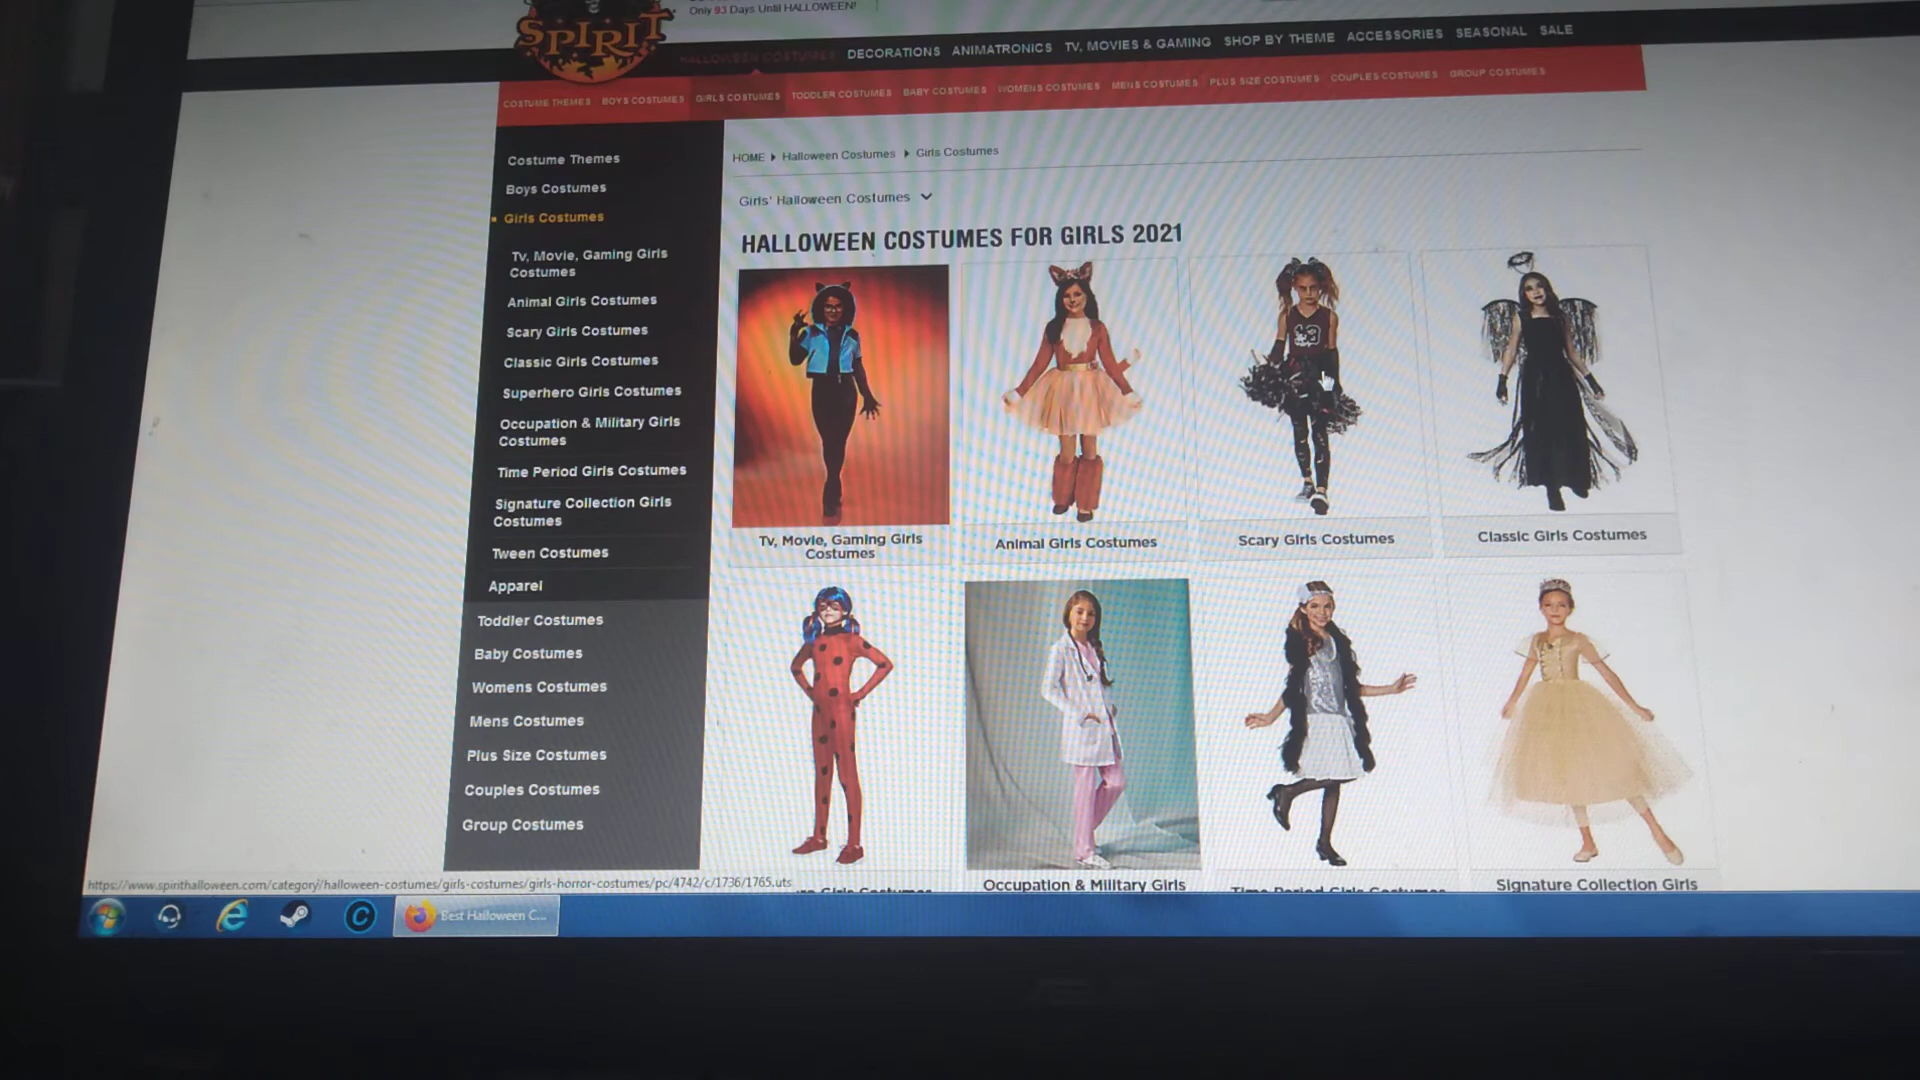 Only 93 Days Until HALLOWEEN!
SPIRIT
HALLOWEEN COSTUMES DECORATIONS ANIMATRONICS TV, MOVIES & GAMING SHOP BY THEME ACCESSORIES SEASONAL SALE
COSTUME THEMES BOYS COSTUMES GIRLS COSTUMES TODDLER COSTUMES BABY COSTUMES WOMENS COSTUMES MENS COSTUMES PLUS SIZE COSTUMES COUPLES COSTUMES GROUP COSTUMES
HOME Halloween Costumes Girls Costumes
Girls' Halloween Costumes
HALLOWEEN COSTUMES FOR GIRLS 2021
Costume Themes
Boys Costumes
Girls Costumes
Tv, Movie, Gaming Girls
Costumes
Animal Girls Costumes
Scary Girls Costumes
Classic Girls Costumes
Superhero Girls Costumes
Occupation & Military Girls
Costumes
Time Period Girls Costumes
Signature Collection Girls
Costumes
Tween Costumes
Apparel
Toddler Costumes
Baby Costumes
Womens Costumes
Mens Costumes
Plus Size Costumes
Couples Costumes
Group Costumes
Tv, Movie, Gaming Girls
Costumes
Animal Girls Costumes
Scary Girls Costumes
Classic Girls Costumes
Occupation & Military Girls
Time Period Girls Costumes
Signature Collection Girls
https://www.spirithalloween.com/category/halloween-costumes/girls-costumes/girls-horror-costumes/pc/4742/c/1736/1765.uts
Best Halloween C...